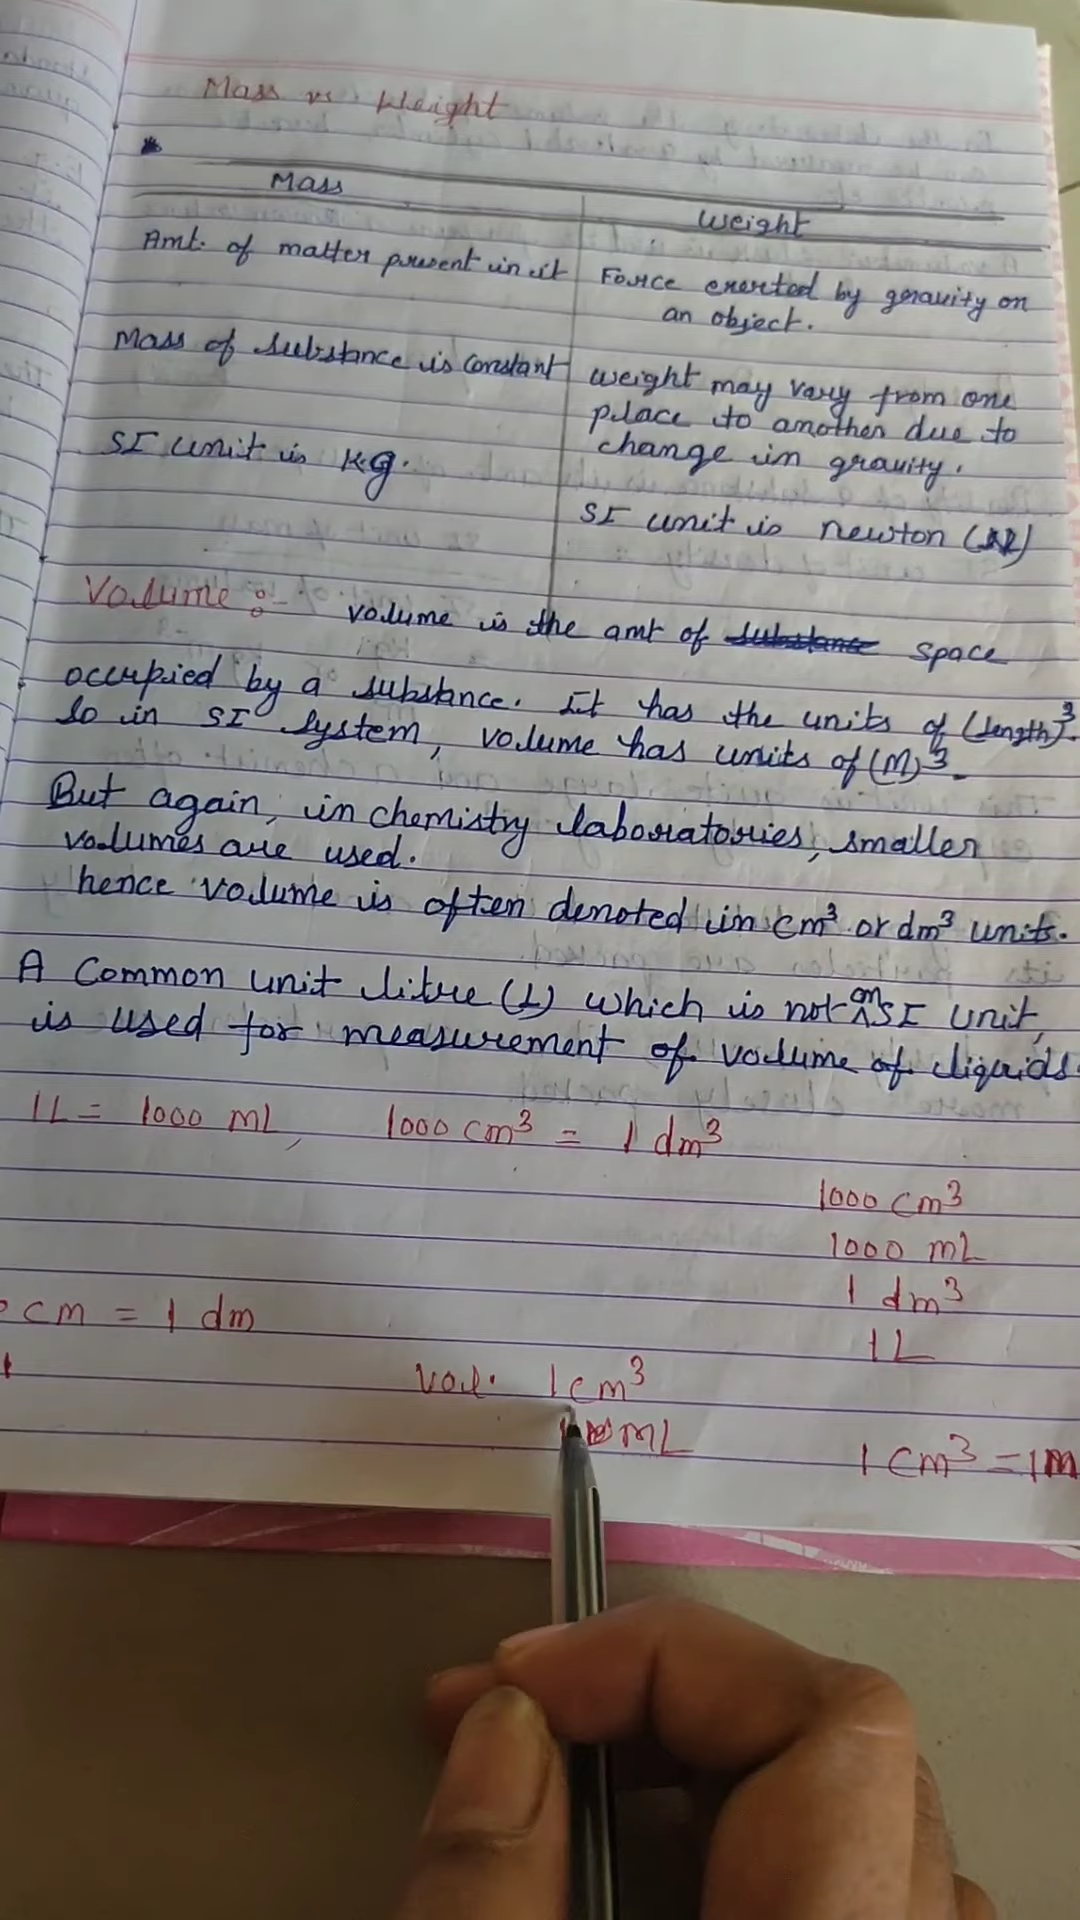 Mass vs Weight
Mass
Weight
Amt. of matter present in it
Force exerted by gravity on
an object.
Mass of substance is constant
Weight may vary from one
place to another due to
change in gravity.
SI unit is Kg.
SI unit is newton (N)
Volume :- volume is the amt of substance space
occupied by a substance. It has the units of (length)³.
So in SI System, volume has units of (M)³.
But again, in chemistry laboratories, smaller
volumes are used.
hence volume is often denoted in cm³ or dm³ units.
A Common unit litre (L) which is not an SI unit,
is used for measurement of volume of liquids.
1L = 1000 mL, 1000 cm³ = 1 dm³
1000 cm³
1000 mL
1 dm³
1L
cm = 1 dm
Vol. 1cm³
mL
1 cm³ = 1m